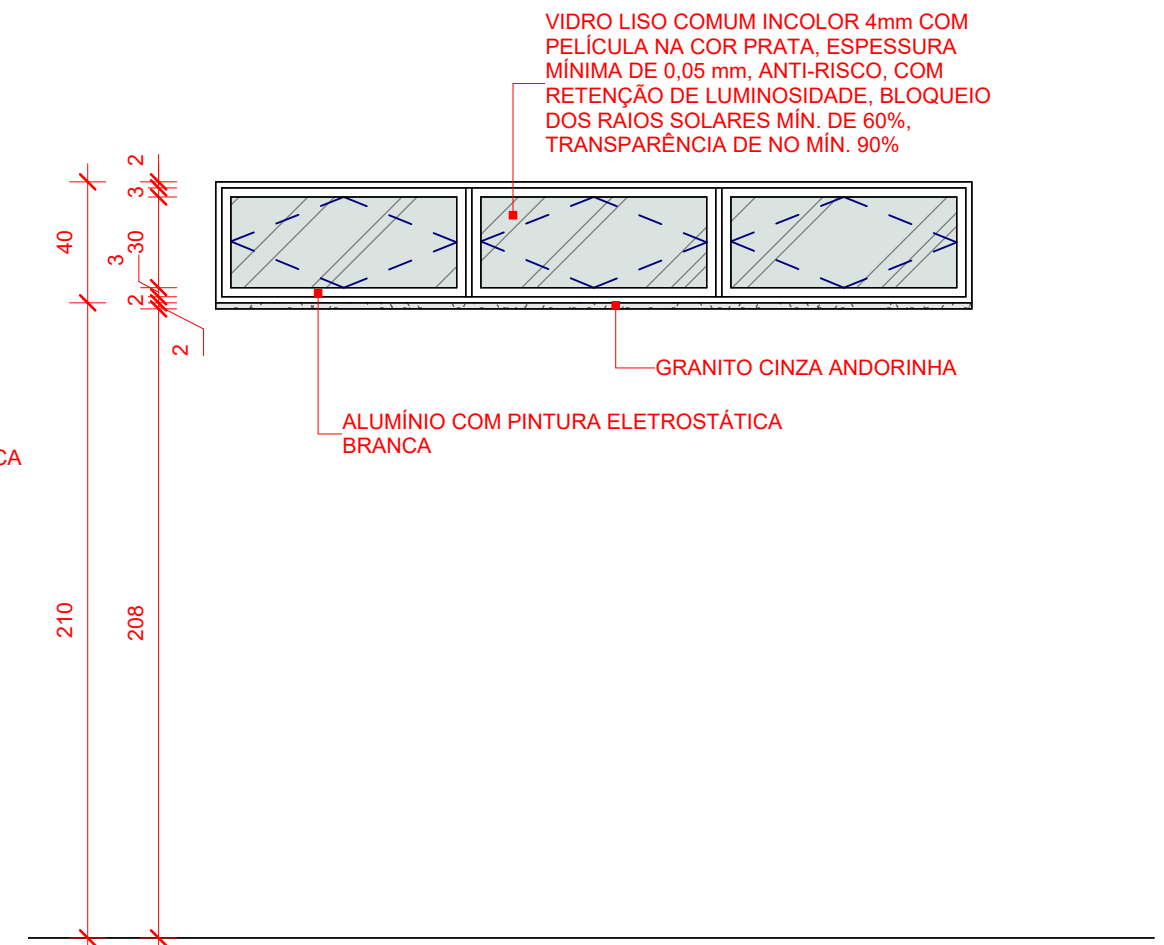 VIDRO LISO COMUM INCOLOR 4mm COM
PELÍCULA NA COR PRATA, ESPESSURA
MÍNIMA DE 0,05 mm, ANTI-RISCO, COM
RETENÇÃO DE LUMINOSIDADE, BLOQUEIO
DOS RAIOS SOLARES MÍN. DE 60%,
TRANSPARÊNCIA DE NO MÍN. 90%
2
3
40
30
3
2
2
GRANITO CINZA ANDORINHA
ALUMÍNIO COM PINTURA ELETROSTÁTICA
BRANCA
CA
210
208